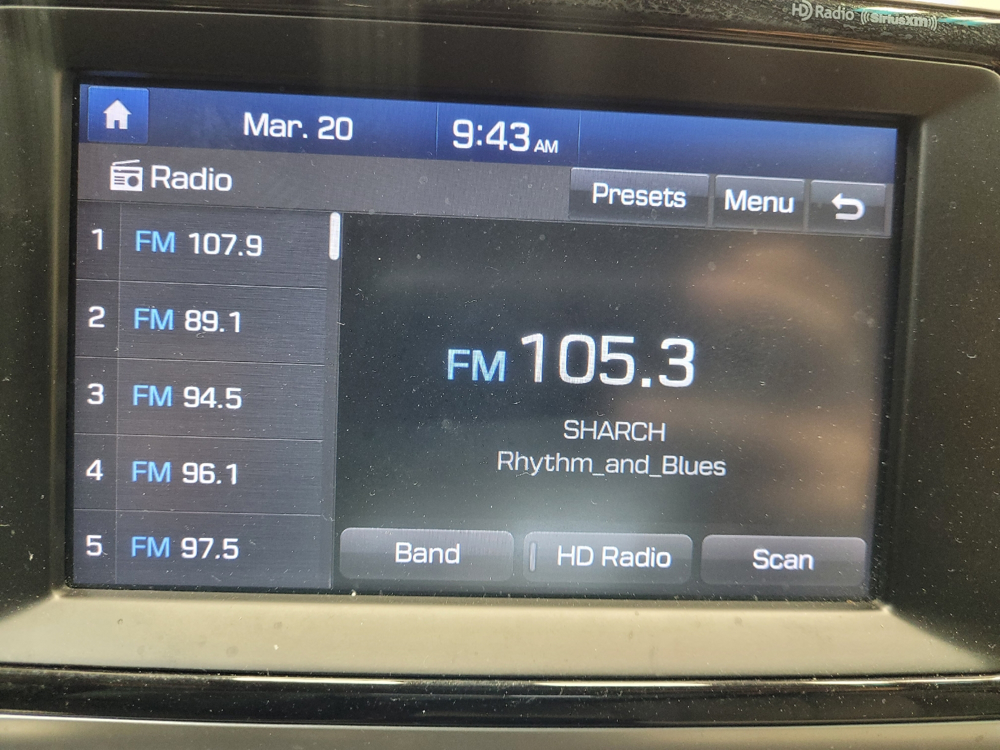 HD Radio ((SiriusXM))
Mar. 20 9:43 AM
Radio
Presets Menu
1 FM 107.9
2 FM 89.1
3 FM 94.5
4 FM 96.1
5 FM 97.5
FM 105.3
SHARCH
Rhythm_and_Blues
Band HD Radio Scan